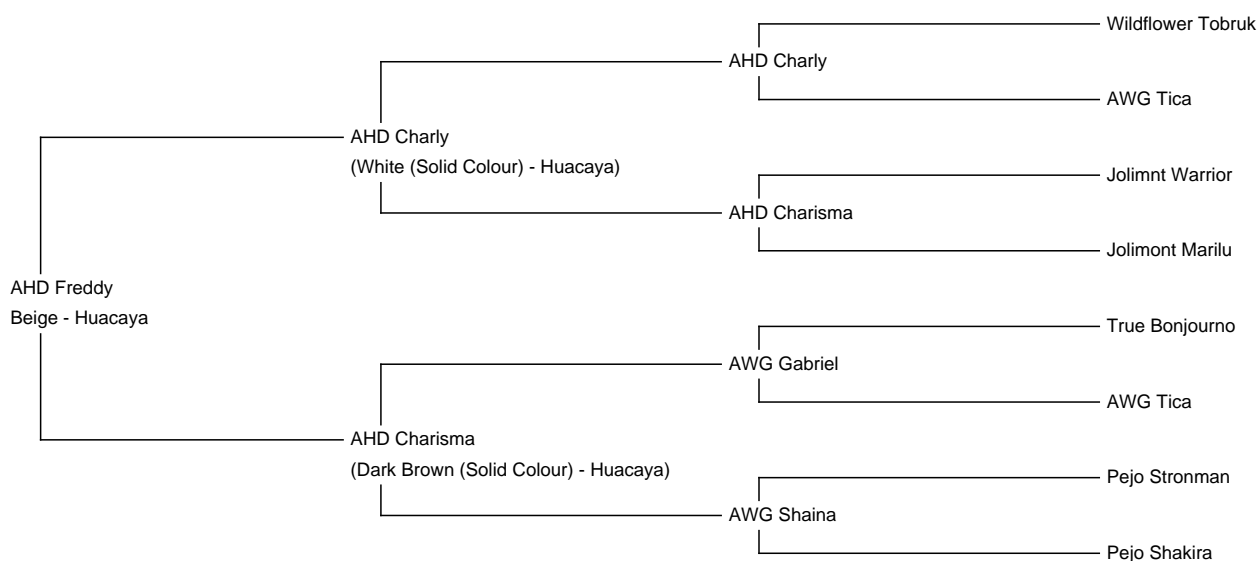 Wildflower Tobruk
AHD Charly
AWG Tica
AHD Charly
(White (Solid Colour) - Huacaya)
Jolimnt Warrior
AHD Charisma
Jolimont Marilu
AHD Freddy
Beige - Huacaya
True Bonjourno
AWG Gabriel
AWG Tica
AHD Charisma
(Dark Brown (Solid Colour) - Huacaya)
Pejo Stronman
AWG Shaina
Pejo Shakira